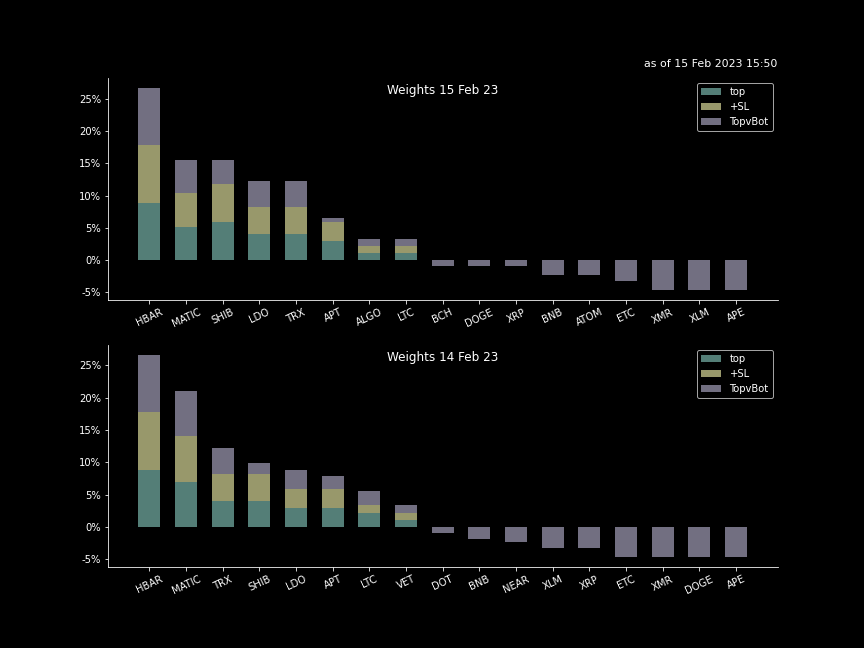 as of 15 Feb 2023 15:50
Weights 15 Feb 23
top
+SL
TopvBot
25%
20%
15%
10%
5%
0%
-5%
HBAR MATIC SHIB LDO TRX APT ALGO LTC BCH DOGE XRP BNB ATOM ETC XMR XLM APE
Weights 14 Feb 23
top
+SL
TopvBot
25%
20%
15%
10%
5%
0%
-5%
HBAR MATIC TRX SHIB LDO APT LTC VET DOT BNB NEAR XLM XRP ETC XMR DOGE APE